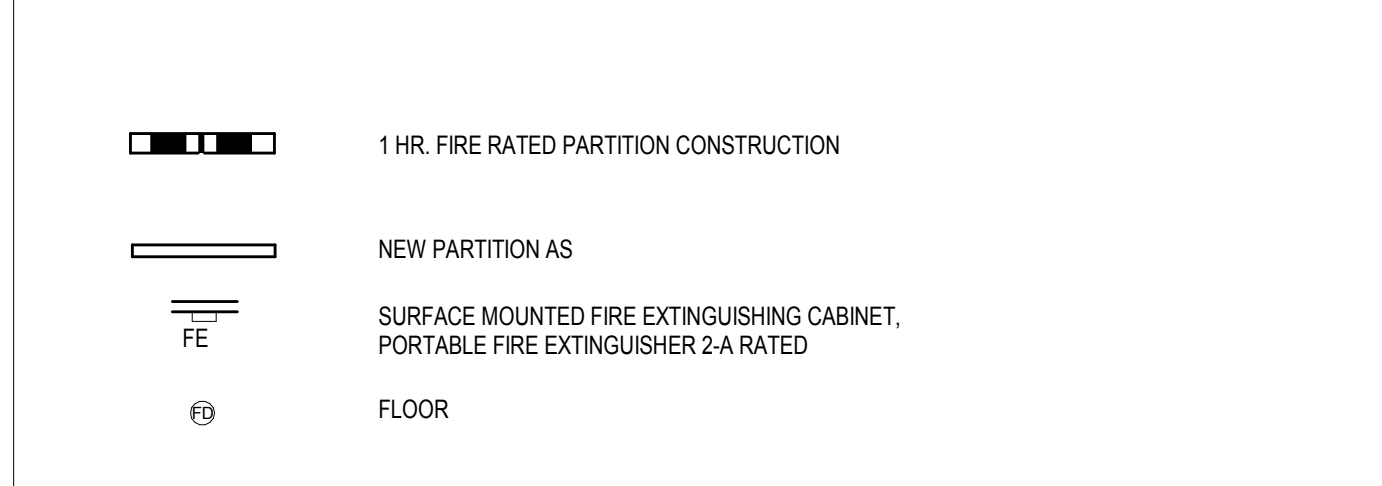 1 HR. FIRE RATED PARTITION CONSTRUCTION
NEW PARTITION AS
SURFACE MOUNTED FIRE EXTINGUISHING CABINET,
FE
PORTABLE FIRE EXTINGUISHER 2-A RATED
FD
FLOOR